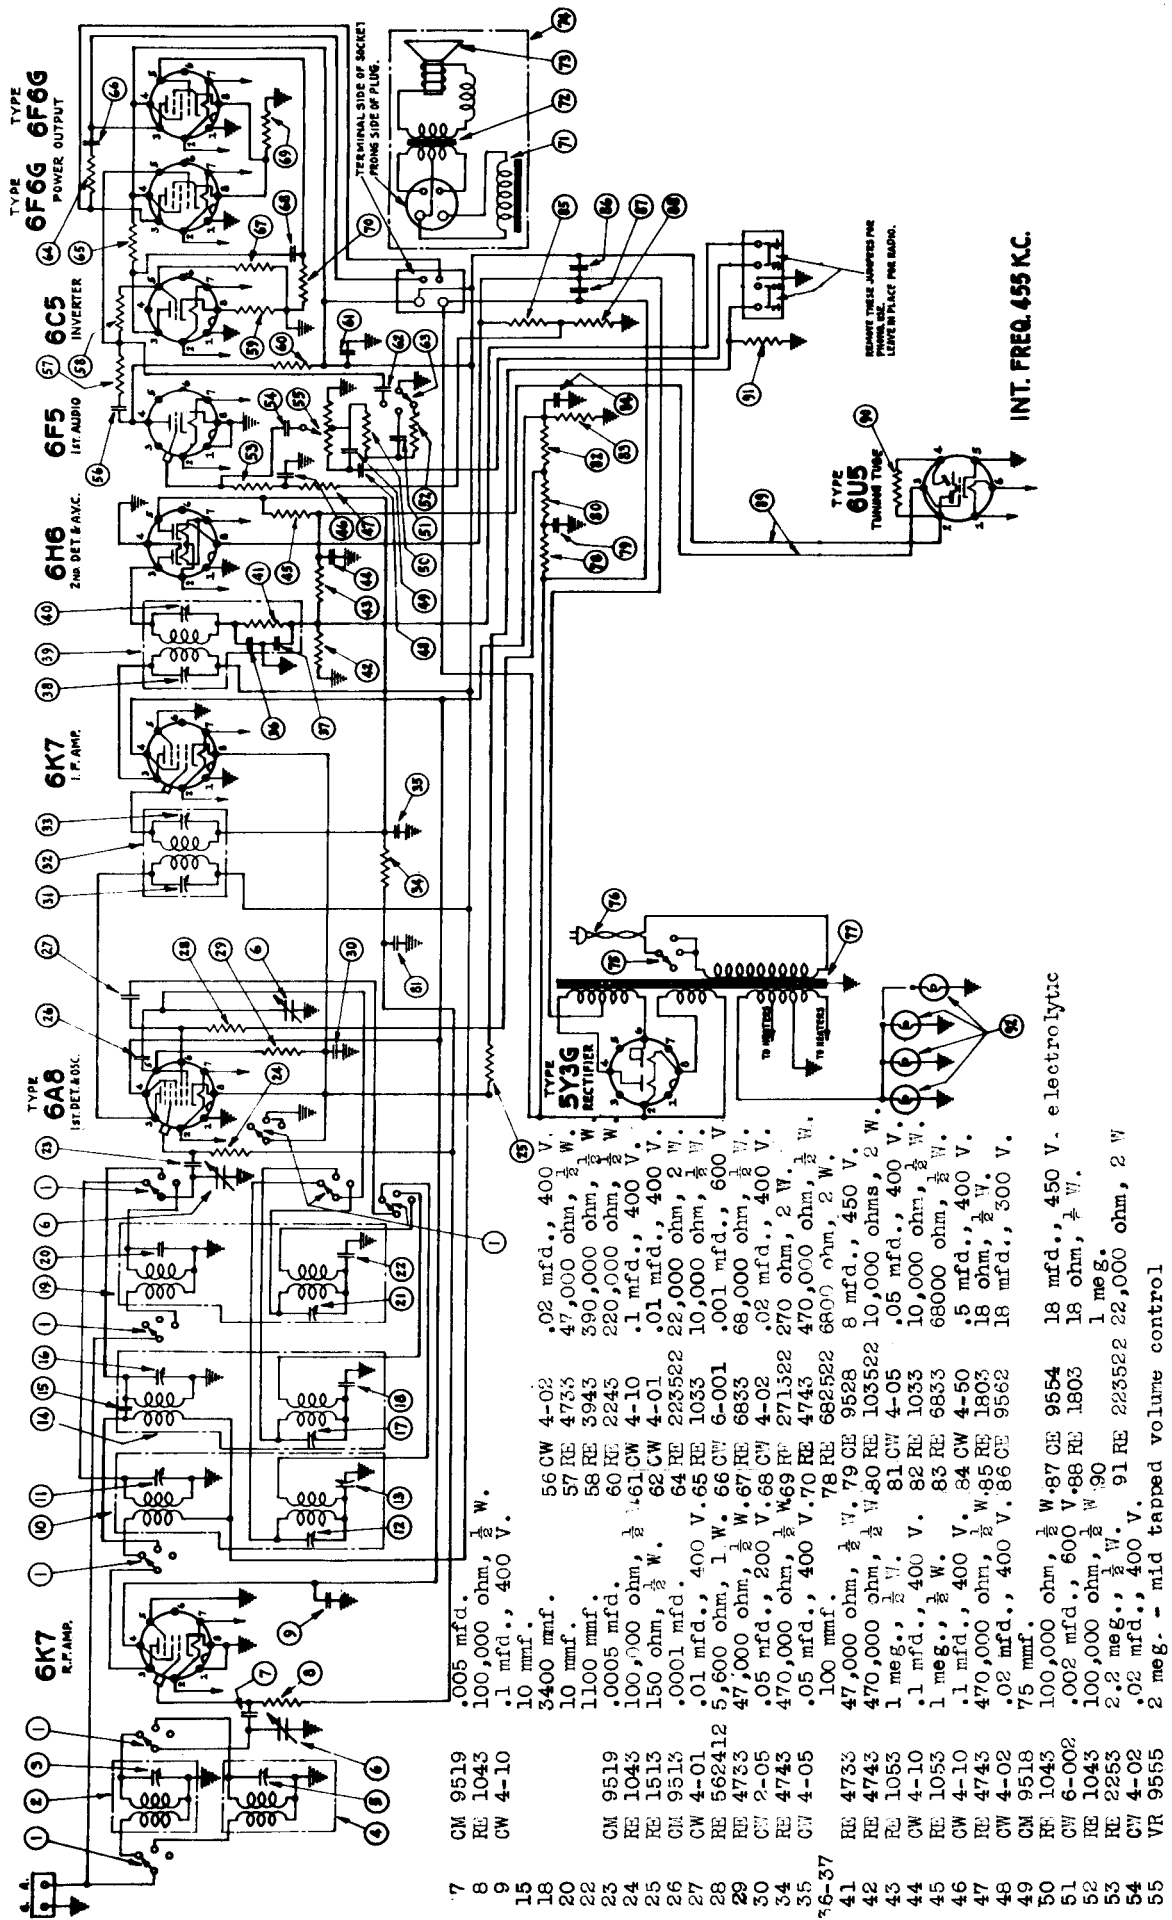 G. A.
6K7
R.F. AMP.
TYPE
6A8
1ST. DET. & OSC.
6K7
I.F. AMP.
6H6
2ND. DET. & A.V.C.
6F5
1ST. AUDIO
6C5
INVERTER
TYPE TYPE
6F6G 6F6G
POWER OUTPUT
TERMINAL SIDE OF SOCKET
PRONG SIDE OF PLUG.
TYPE
5Y3G
RECTIFIER
TO HEATERS
TO HEATERS
TYPE
6U5
TUNING TUBE
REMOVE THESE JUMPERS FOR
PHONO. USE.
LEAVE IN PLACE FOR RADIO.
INT. FREQ. 455 K.C.
7 CM 9519 .005 mfd.
8 RE 1043 100,000 ohm, ½ W.
9 CW 4-10 .1 mfd., 400 V.
15 10 mmf.
18 3400 mmf.
20 10 mmf.
22 1100 mmf.
23 CM 9519 .0005 mfd.
24 RE 1043 100,000 ohm, ½ W.
25 RE 1513 150 ohm, ½ W.
26 CM 9513 .0001 mfd.
27 CW 4-01 .01 mfd., 400 V.
28 RE 562412 5,600 ohm, 1 W.
29 RE 4733 47,000 ohm, ½ W.
30 CW 2-05 .05 mfd., 200 V.
34 RE 4743 470,000 ohm, ½ W.
35 CW 4-05 .05 mfd., 400 V.
36-37 100 mmf.
41 RE 4733 47,000 ohm, ½ W.
42 RE 4743 470,000 ohm, ½ W.
43 RE 1053 1 meg., ½ W.
44 CW 4-10 .1 mfd., 400 V.
45 RE 1053 1 meg., ½ W.
46 CW 4-10 .1 mfd., 400 V.
47 RE 4743 470,000 ohm, ½ W.
48 CW 4-02 .02 mfd., 400 V.
49 CM 9518 75 mmf.
50 RE 1043 100,000 ohm, ½ W.
51 CW 6-002 .002 mfd., 600 V.
52 RE 1043 100,000 ohm, ½ W
53 RE 2253 2.2 meg., ½ W.
54 CW 4-02 .02 mfd., 400 V.
55 VR 9555 2 meg. - mid tapped volume control
56 CW 4-02 .02 mfd., 400 V.
57 RE 4733 47,000 ohm, ½ W.
58 RE 3943 390,000 ohm, ½ W.
60 RE 2243 220,000 ohm, ½ W
61 CW 4-10 .1 mfd., 400 V.
62 CW 4-01 .01 mfd., 400 V.
64 RE 223522 22,000 ohm, 2 W.
65 RE 1033 10,000 ohm, ½ W.
66 CW 6-001 .001 mfd., 600 V
67 RE 6833 68,000 ohm, ½ W.
68 CW 4-02 .02 mfd., 400 V.
69 RE 271522 270 ohm, 2 W.
70 RE 4743 470,000 ohm, ½ W.
78 RE 682522 6800 ohm, 2 W.
79 CE 9528 8 mfd., 450 V.
80 RE 103522 10,000 ohms, 2 W.
81 CW 4-05 .05 mfd., 400 V.
82 RE 1033 10,000 ohm, ½ W.
83 RE 6833 68000 ohm, ½ W.
84 CW 4-50 .5 mfd., 400 V.
85 RE 1803 18 ohm, ½ W.
86 CE 9562 18 mfd., 300 V.
87 CE 9554 18 mfd., 450 V. electrolytic
88 RE 1803 18 ohm, ½ W.
90 1 meg.
91 RE 223522 22,000 ohm, 2 W